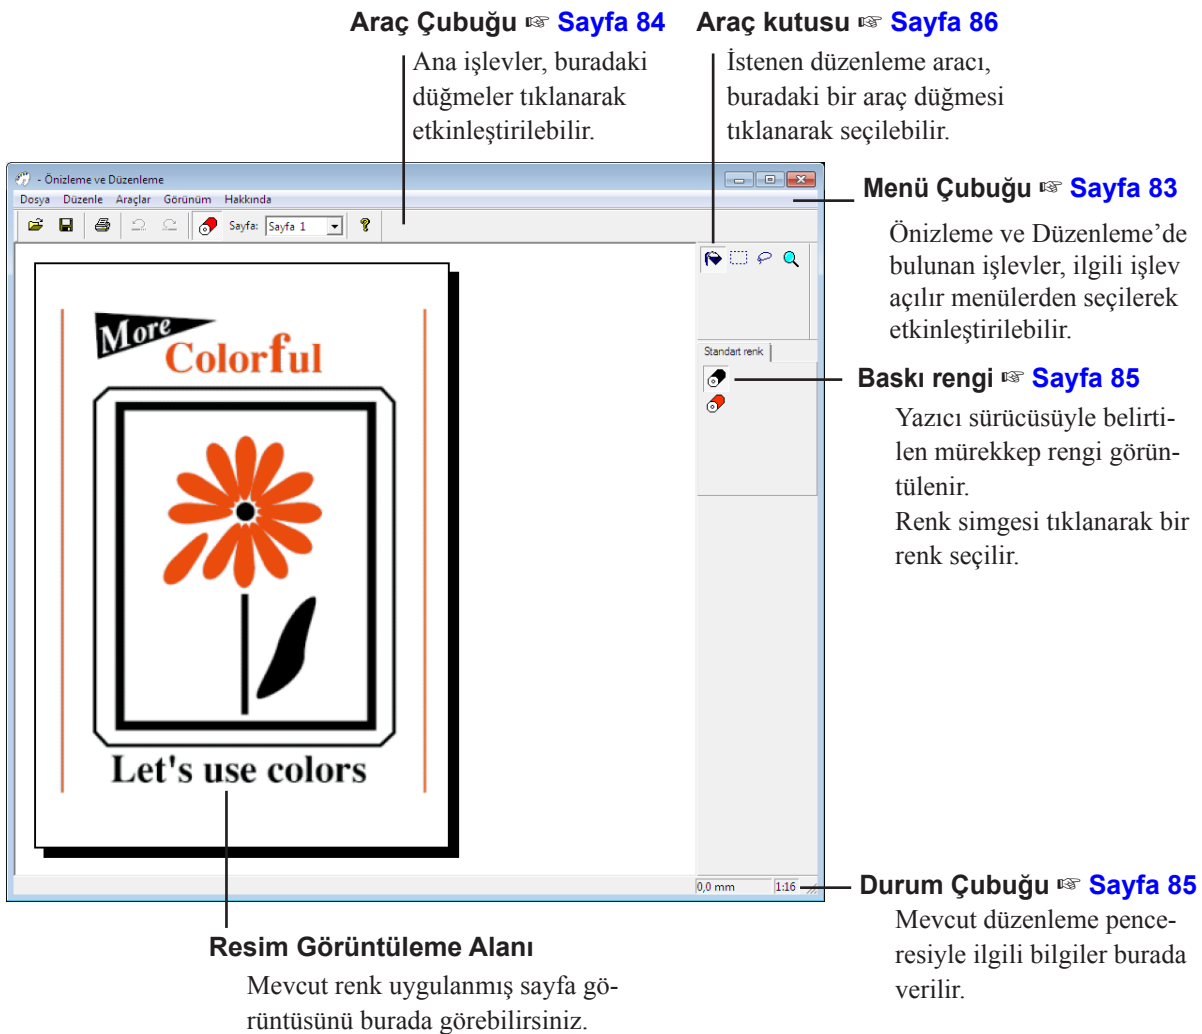 Araç Çubuğu ☞ Sayfa 84
Ana işlevler, buradaki
düğmeler tıklanarak
etkinleştirilebilir.
Araç kutusu ☞ Sayfa 86
İstenen düzenleme aracı,
buradaki bir araç düğmesi
tıklanarak seçilebilir.
- Önizleme ve Düzenleme
Dosya Düzenle Araçlar Görünüm Hakkında
Sayfa: Sayfa 1
Menü Çubuğu ☞ Sayfa 83
Önizleme ve Düzenleme’de
bulunan işlevler, ilgili işlev
açılır menülerden seçilerek
etkinleştirilebilir.
More
Colorful
Let's use colors
Standart renk
Baskı rengi ☞ Sayfa 85
Yazıcı sürücüsüyle belirti-
len mürekkep rengi görün-
tülenir.
Renk simgesi tıklanarak bir
renk seçilir.
0,0 mm 1:16
Durum Çubuğu ☞ Sayfa 85
Mevcut düzenleme pence-
resiyle ilgili bilgiler burada
verilir.
Resim Görüntüleme Alanı
Mevcut renk uygulanmış sayfa gö-
rüntüsünü burada görebilirsiniz.